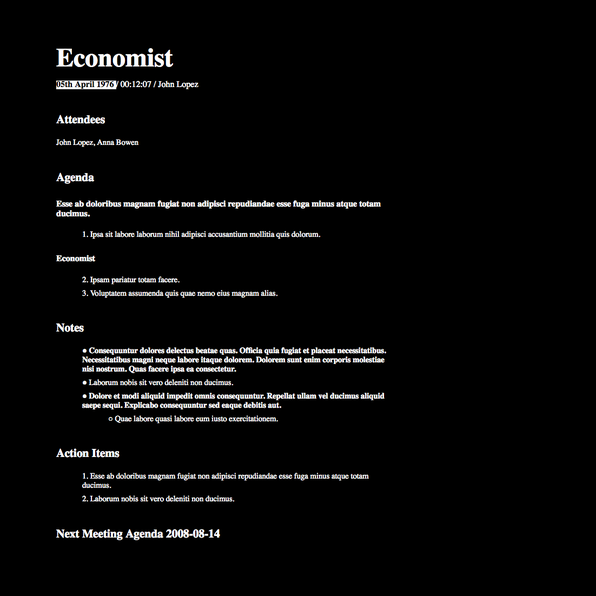 Economist
05th April 1976 / 00:12:07 / John Lopez
Attendees
John Lopez, Anna Bowen
Agenda
Esse ab doloribus magnam fugiat non adipisci repudiandae esse fuga minus atque totam
ducimus.
1. Ipsa sit labore laborum nihil adipisci accusantium mollitia quis dolorum.
Economist
2. Ipsam pariatur totam facere.
3. Voluptatem assumenda quis quae nemo eius magnam alias.
Notes
● Consequuntur dolores delectus beatae quas. Officia quia fugiat et placeat necessitatibus.
Necessitatibus magni neque labore itaque dolorem. Dolorem sunt enim corporis molestiae
nisi nostrum. Quas facere ipsa ea consectetur.
● Laborum nobis sit vero deleniti non ducimus.
● Dolore et modi aliquid impedit omnis consequuntur. Repellat ullam vel ducimus aliquid
saepe sequi. Explicabo consequuntur sed eaque debitis aut.
○ Quae labore quasi labore eum iusto exercitationem.
Action Items
1. Esse ab doloribus magnam fugiat non adipisci repudiandae esse fuga minus atque totam
ducimus.
2. Laborum nobis sit vero deleniti non ducimus.
Next Meeting Agenda 2008-08-14